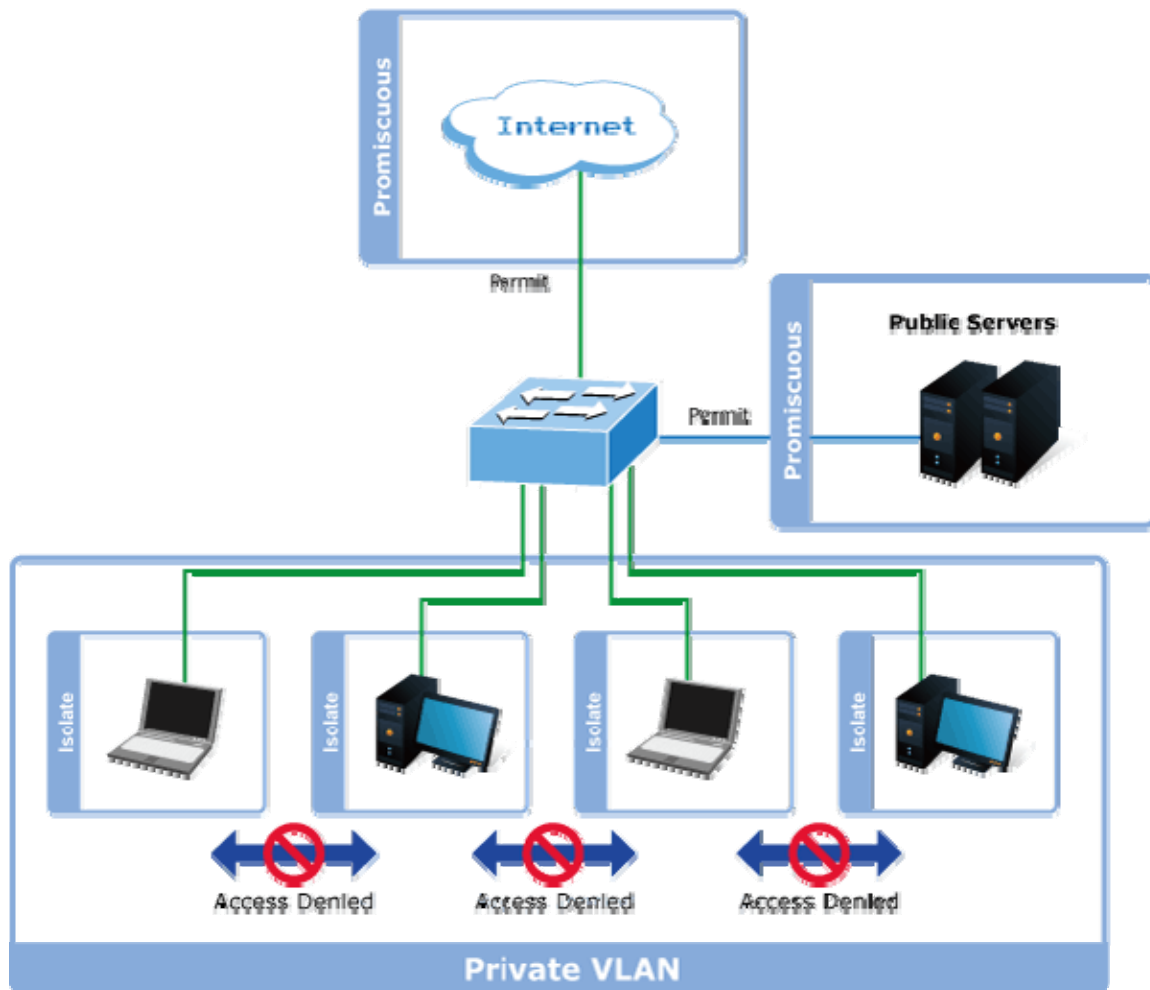 Promiscuous
Internet
Permit
Public Servers
Permit
Promiscuous
Isolate
Isolate
Isolate
Isolate
Access Denied
Access Denied
Access Denied
Private VLAN